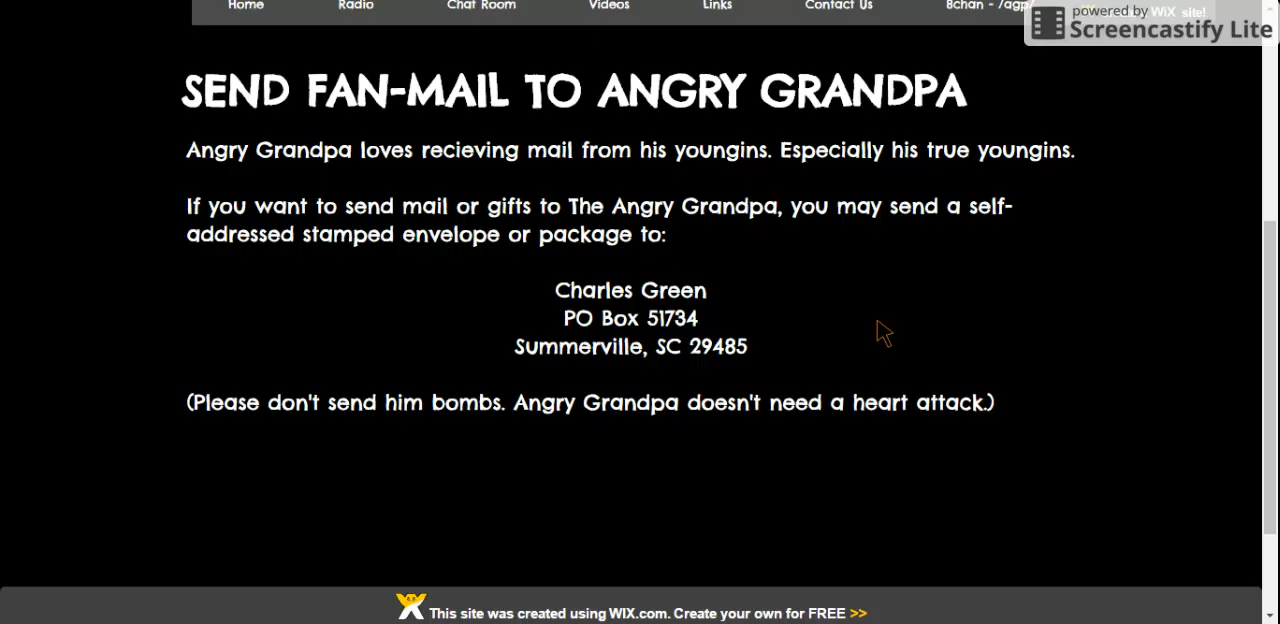 Home Radio Chat Room Videos Links Contact Us 8chan - /agp/
powered by
WiX site!
Screencastify Lite
SEND FAN-MAIL TO ANGRY GRANDPA
Angry Grandpa loves recieving mail from his youngins. Especially his true youngins.
If you want to send mail or gifts to The Angry Grandpa, you may send a self-
addressed stamped envelope or package to:
Charles Green
PO Box 51734
Summerville, SC 29485
(Please don't send him bombs. Angry Grandpa doesn't need a heart attack.)
This site was created using WIX.com. Create your own for FREE >>